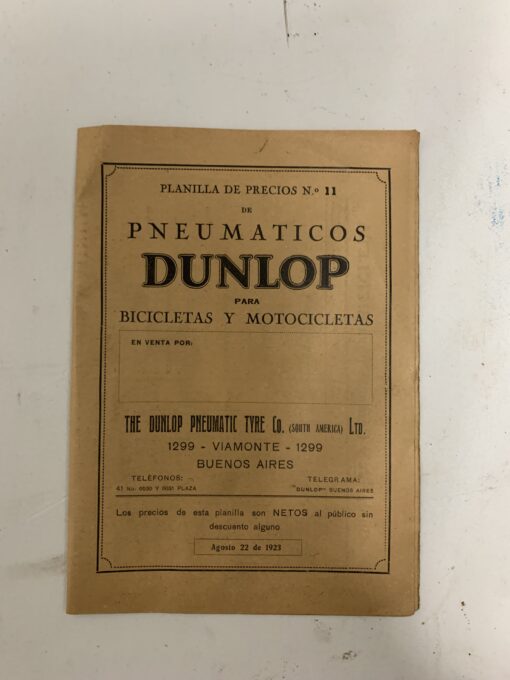 PLANILLA DE PRECIOS N.º 11
DE
PNEUMATICOS
DUNLOP
PARA
BICICLETAS Y MOTOCICLETAS
EN VENTA POR:
THE DUNLOP PNEUMATIC TYRE Co. (SOUTH AMERICA) LTD.
1299 - VIAMONTE - 1299
BUENOS AIRES
TELÉFONOS: TELEGRAMA:
41 "DUNLOP" BUENOS AIRES
Y PLAZA
Los precios de esta planilla son NETOS al público sin
descuento alguno
Agosto 22 de 1923